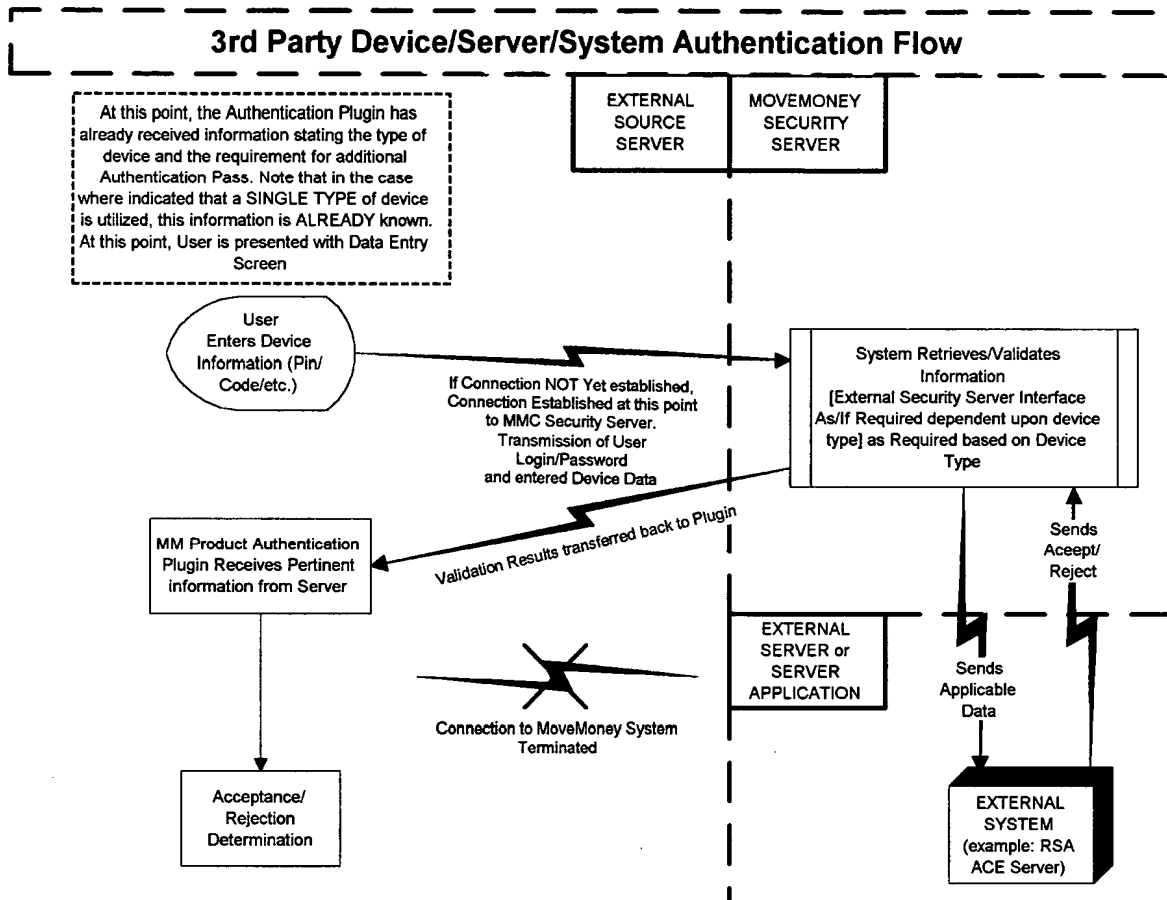 3rd Party Device/Server/System Authentication Flow
At this point, the Authentication Plugin has
already received information stating the type of
device and the requirement for additional
Authentication Pass. Note that in the case
where indicated that a SINGLE TYPE of device
is utilized, this information is ALREADY known.
At this point, User is presented with Data Entry
Screen
EXTERNAL
SOURCE
SERVER
MOVEMONEY
SECURITY
SERVER
User
Enters Device
Information (Pin/
Code/etc.)
If Connection NOT Yet established,
Connection Established at this point
to MMC Security Server.
Transmission of User
Login/Password
and entered Device Data
System Retrieves/Validates
Information
[External Security Server Interface
As/If Required dependent upon device
type] as Required based on Device
Type
Validation Results transferred back to Plugin
MM Product Authentication
Plugin Receives Pertinent
information from Server
Sends
Aceept/
Reject
EXTERNAL
SERVER or
SERVER
APPLICATION
Sends
Applicable
Data
Connection to MoveMoney System
Terminated
Acceptance/
Rejection
Determination
EXTERNAL
SYSTEM
(example: RSA
ACE Server)